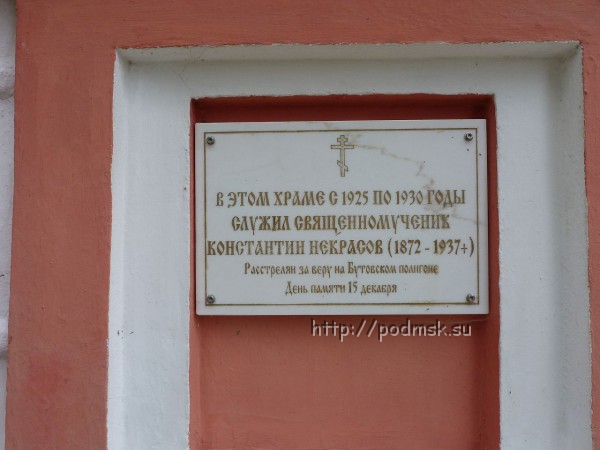 В ЭТОМ ХРАМЕ С 1925 ПО 1930 ГОДЫ
СЛУЖИЛ СВЯЩЕННОМУЧЕНИК
КОНСТАНТИН НЕКРАСОВ (1872 - 1937+)
Расстрелян за веру на Бутовском полигоне
День памяти 15 декабря
http://podmsk.su